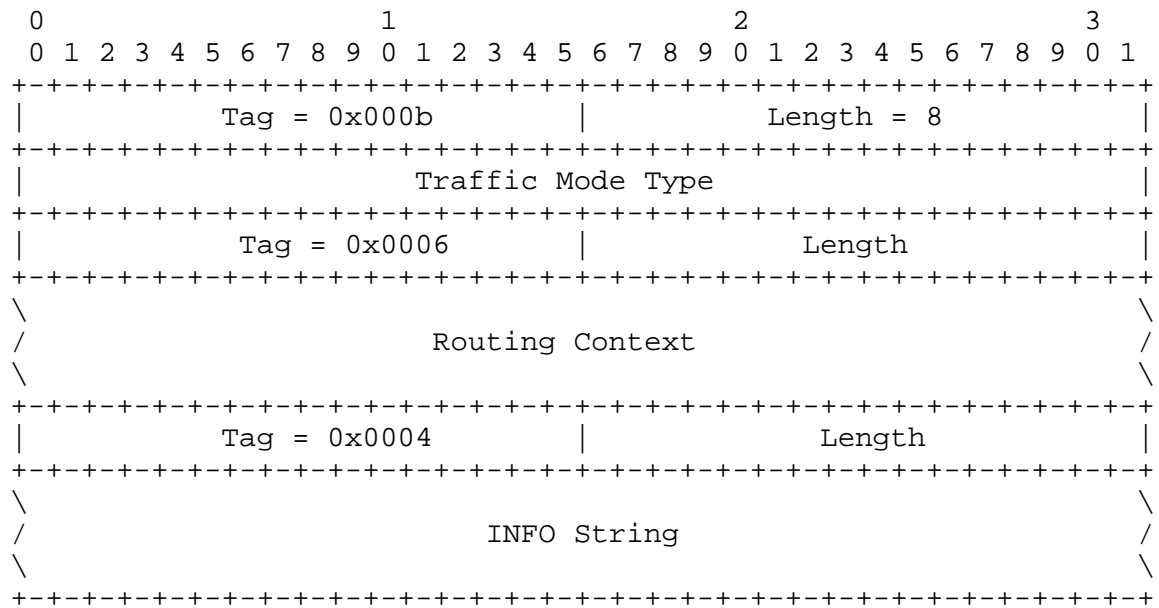 0                   1                   2                   3
 0 1 2 3 4 5 6 7 8 9 0 1 2 3 4 5 6 7 8 9 0 1 2 3 4 5 6 7 8 9 0 1
+-+-+-+-+-+-+-+-+-+-+-+-+-+-+-+-+-+-+-+-+-+-+-+-+-+-+-+-+-+-+-+-+
|           Tag = 0x000b        |          Length = 8           |
+-+-+-+-+-+-+-+-+-+-+-+-+-+-+-+-+-+-+-+-+-+-+-+-+-+-+-+-+-+-+-+-+
|                      Traffic Mode Type                        |
+-+-+-+-+-+-+-+-+-+-+-+-+-+-+-+-+-+-+-+-+-+-+-+-+-+-+-+-+-+-+-+-+
|            Tag = 0x0006       |            Length             |
+-+-+-+-+-+-+-+-+-+-+-+-+-+-+-+-+-+-+-+-+-+-+-+-+-+-+-+-+-+-+-+-+
\                                                               \
/                       Routing Context                         /
\                                                               \
+-+-+-+-+-+-+-+-+-+-+-+-+-+-+-+-+-+-+-+-+-+-+-+-+-+-+-+-+-+-+-+-+
|           Tag = 0x0004        |             Length            |
+-+-+-+-+-+-+-+-+-+-+-+-+-+-+-+-+-+-+-+-+-+-+-+-+-+-+-+-+-+-+-+-+
\                                                               \
/                          INFO String                          /
\                                                               \
+-+-+-+-+-+-+-+-+-+-+-+-+-+-+-+-+-+-+-+-+-+-+-+-+-+-+-+-+-+-+-+-+